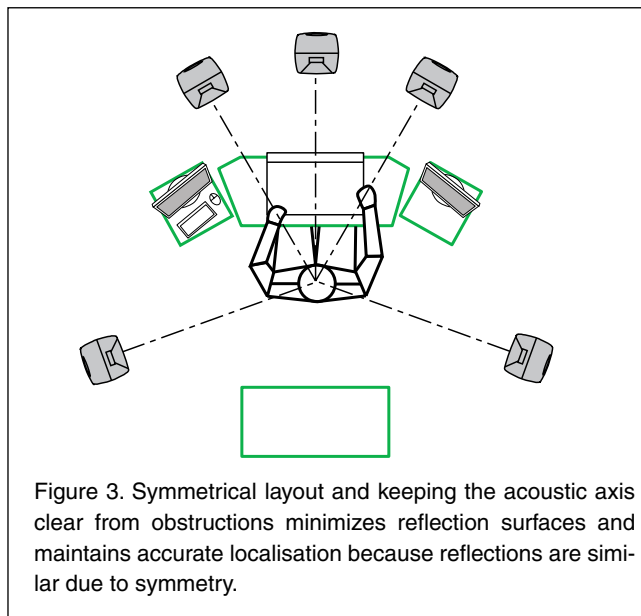 Figure 3. Symmetrical layout and keeping the acoustic axis
clear from obstructions minimizes reflection surfaces and
maintains accurate localisation because reflections are simi-
lar due to symmetry.